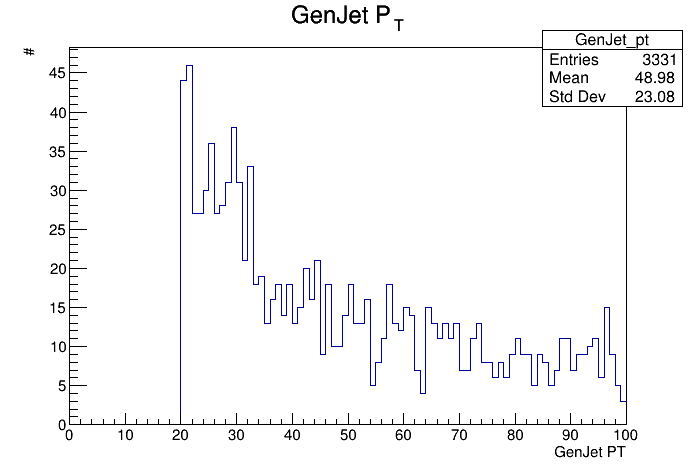 GenJet P_T
GenJet_pt
Entries 3331
Mean 48.98
Std Dev 23.08
#
45
40
35
30
25
20
15
10
5
0
0 10 20 30 40 50 60 70 80 90 100
GenJet PT